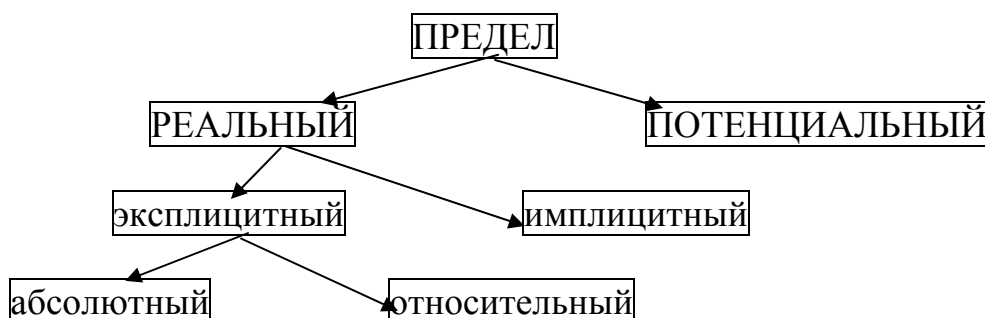 ПРЕДЕЛ
РЕАЛЬНЫЙ ПОТЕНЦИАЛЬНЫЙ
эксплицитный имплицитный
абсолютный относительный